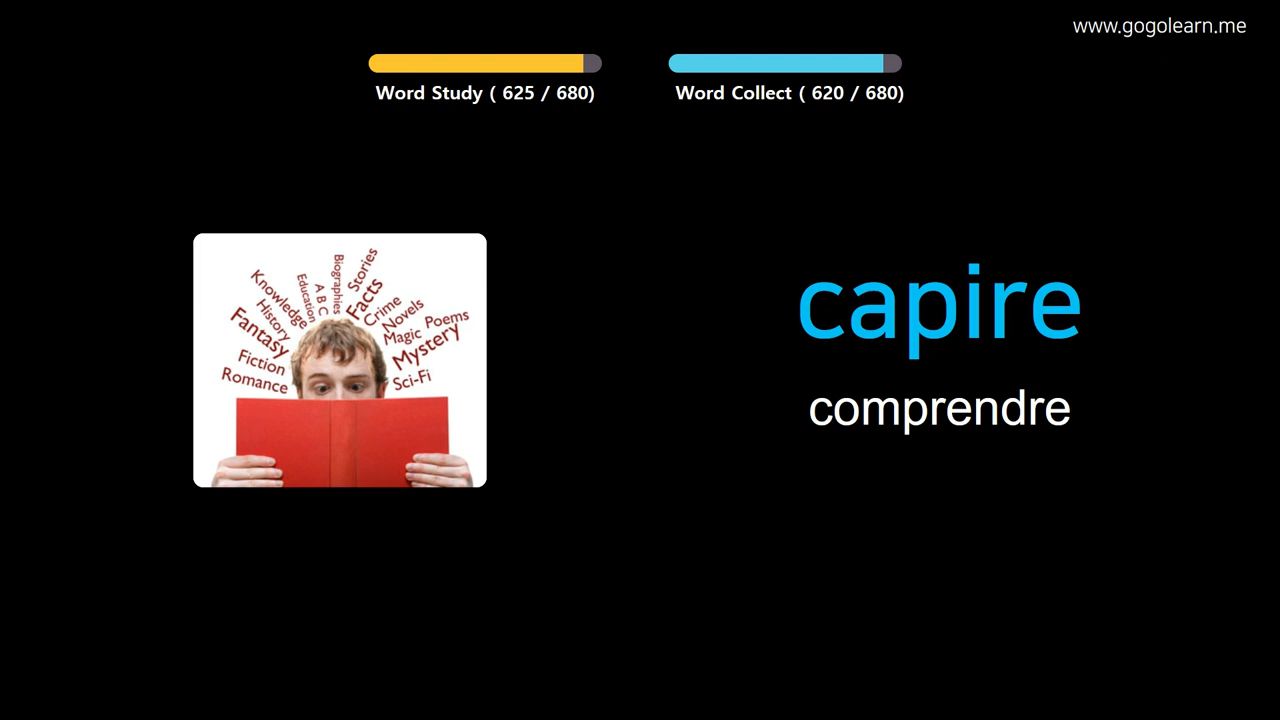 www.gogolearn.me
Word Study ( 625 / 680)
Word Collect ( 620 / 680)
Knowledge
History
Fantasy
Fiction
Romance
Education
A B C
Biographies
Stories
Facts
Crime
Novels
Magic
Poems
Mystery
Sci-Fi
capire
comprendre